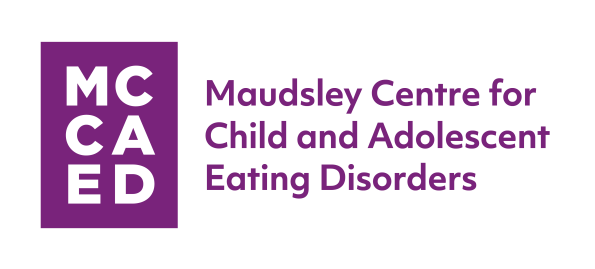 MC
CA
ED
Maudsley Centre for
Child and Adolescent
Eating Disorders